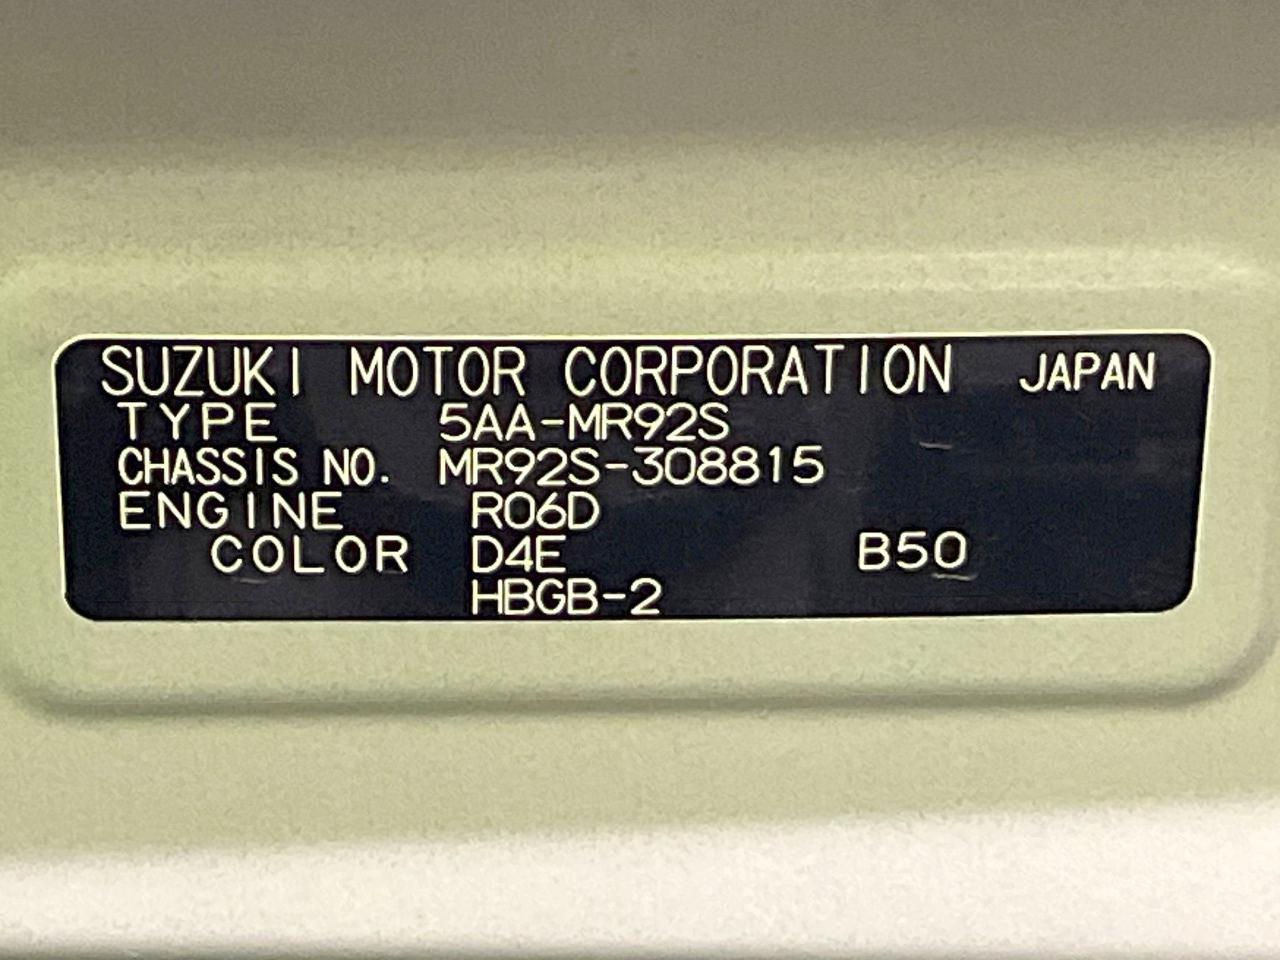 SUZUKI MOTOR CORPORATION JAPAN
TYPE 5AA-MR92S
CHASSIS NO. MR92S-308815
ENGINE R06D
COLOR D4E B50
HBGB-2